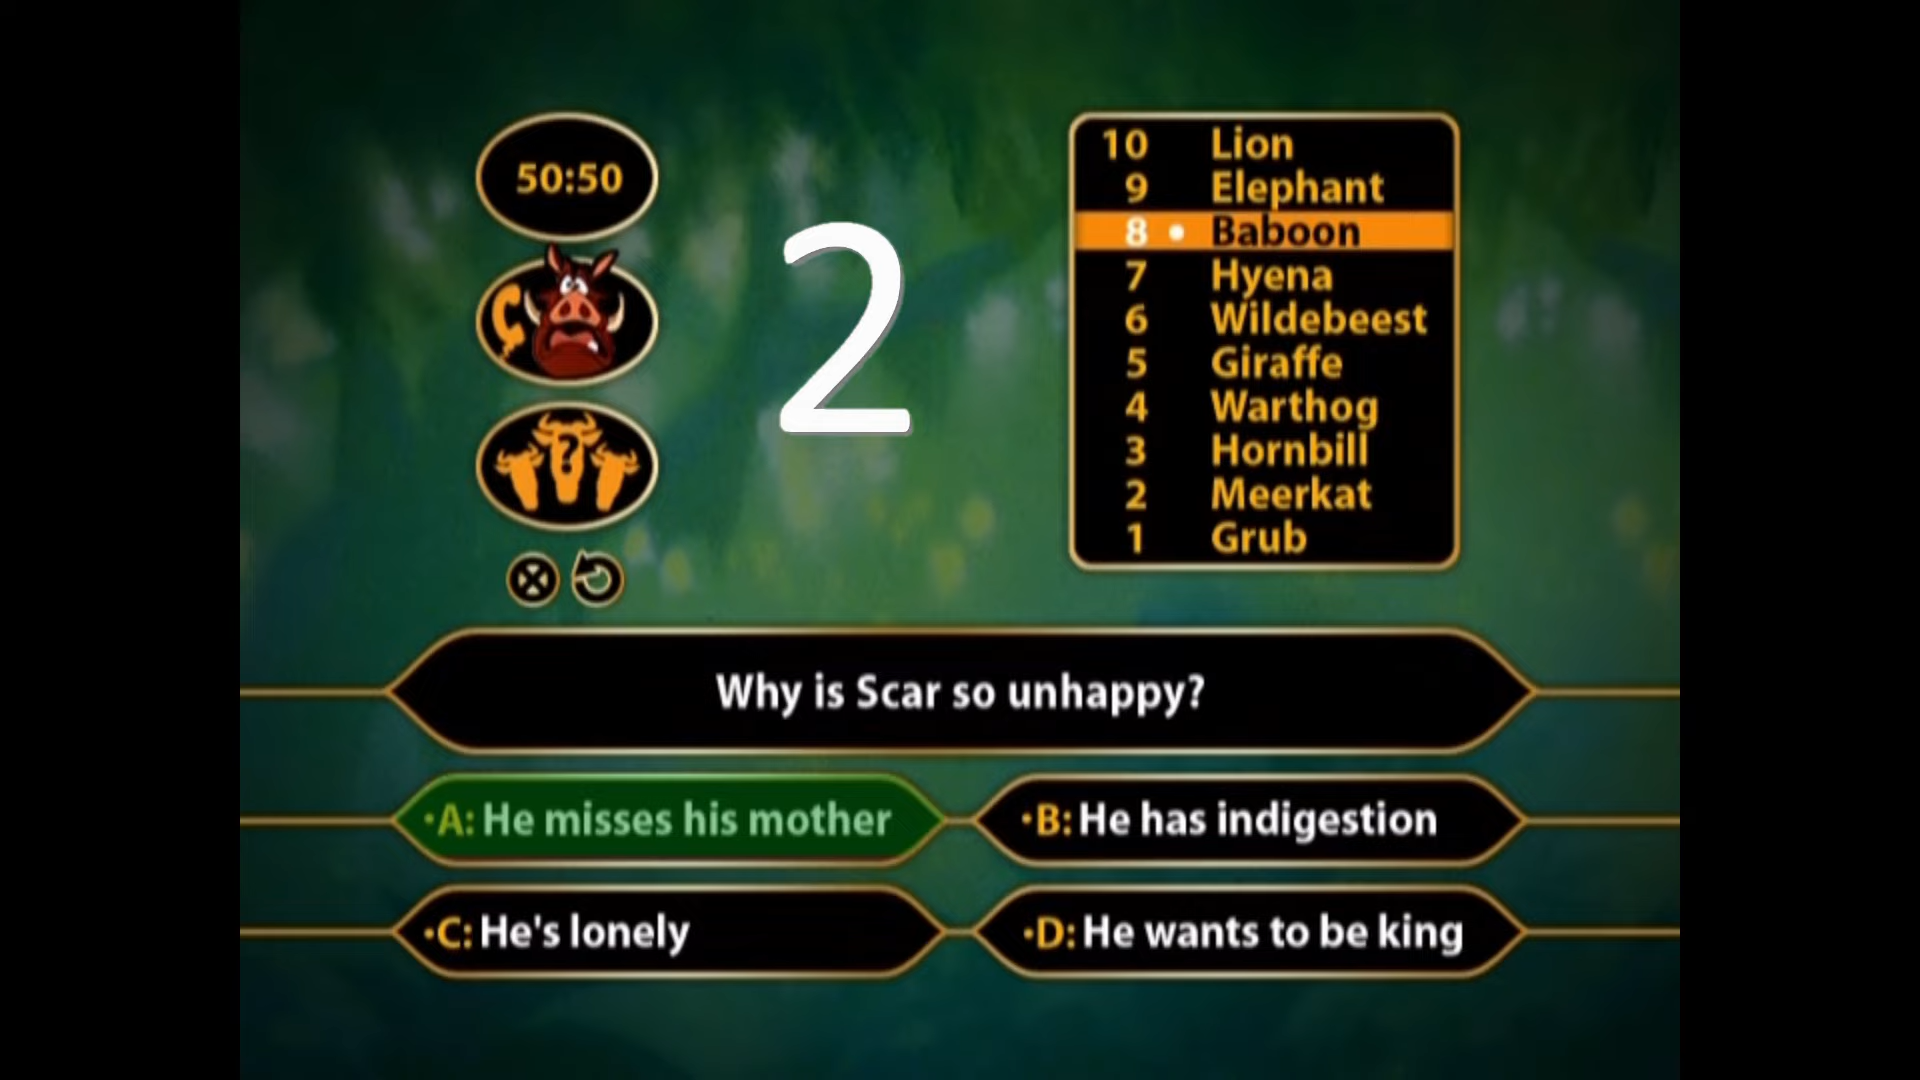 50:50
?
2
10 Lion
9 Elephant
8 • Baboon
7 Hyena
6 Wildebeest
5 Giraffe
4 Warthog
3 Hornbill
2 Meerkat
1 Grub
Why is Scar so unhappy?
•A: He misses his mother
•B: He has indigestion
•C: He's lonely
•D: He wants to be king